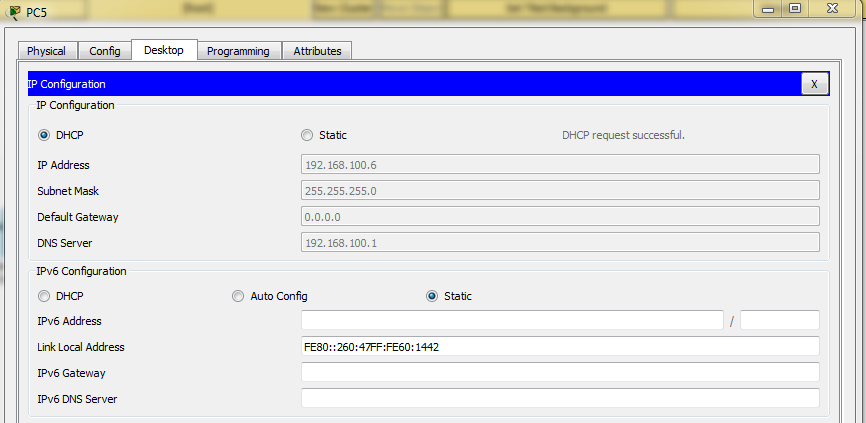 [Root]
New Cluster
Move Object
Set Tiled Background
PC5
Physical
Config
Desktop
Programming
Attributes
IP Configuration
X
IP Configuration
DHCP
Static
DHCP request successful.
IP Address
192.168.100.6
Subnet Mask
255.255.255.0
Default Gateway
0.0.0.0
DNS Server
192.168.100.1
IPv6 Configuration
DHCP
Auto Config
Static
IPv6 Address
/
Link Local Address
FE80::260:47FF:FE60:1442
IPv6 Gateway
IPv6 DNS Server